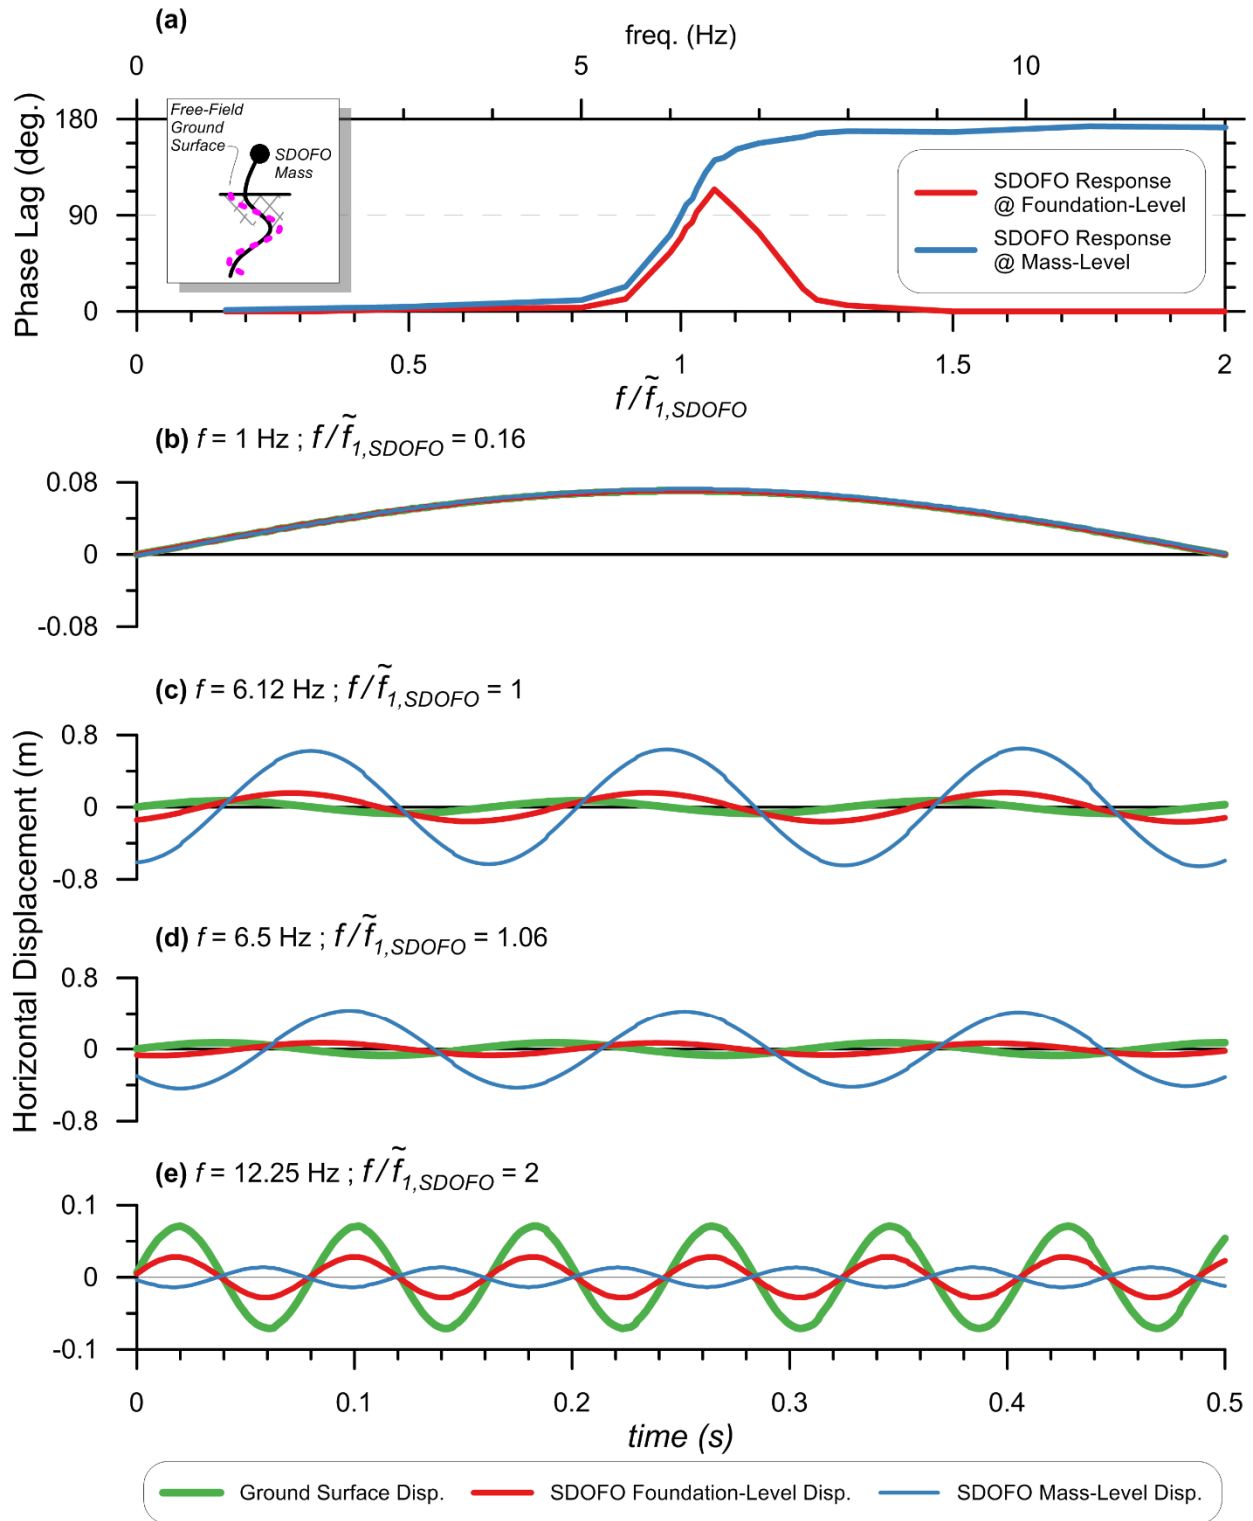 (a)
freq. (Hz)
0 5 10
Phase Lag (deg.)
180
90
0
Free-Field
Ground
Surface
SDOFO
Mass
SDOFO Response
@ Foundation-Level
SDOFO Response
@ Mass-Level
0 0.5 1 1.5 2
f/f̃1,SDOFO
(b) f = 1 Hz ; f/f̃1,SDOFO = 0.16
0.08
0
-0.08
(c) f = 6.12 Hz ; f/f̃1,SDOFO = 1
Horizontal Displacement (m)
0.8
0
-0.8
(d) f = 6.5 Hz ; f/f̃1,SDOFO = 1.06
0.8
0
-0.8
(e) f = 12.25 Hz ; f/f̃1,SDOFO = 2
0.1
0
-0.1
0 0.1 0.2 0.3 0.4 0.5
time (s)
Ground Surface Disp. SDOFO Foundation-Level Disp. SDOFO Mass-Level Disp.